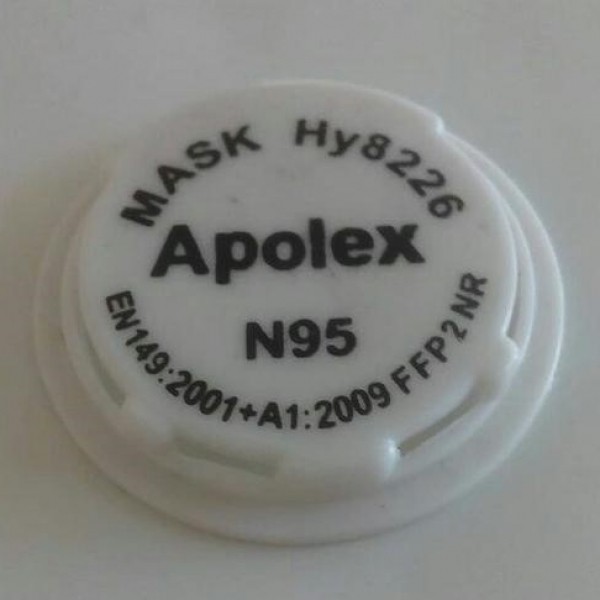 MASK Hy8226
Apolex
N95
EN149:2001+A1:2009 FFP2 NR